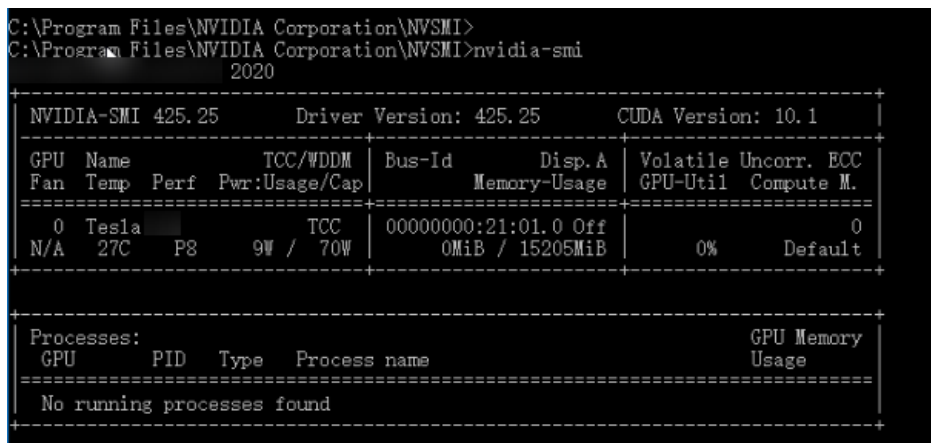 C:\Program Files\NVIDIA Corporation\NVSMI>
C:\Program Files\NVIDIA Corporation\NVSMI>nvidia-smi
2020
+-----------------------------------------------------------------------------+
| NVIDIA-SMI 425.25       Driver Version: 425.25       CUDA Version: 10.1     |
|-------------------------------+----------------------+----------------------+
| GPU  Name            TCC/WDDM | Bus-Id        Disp.A | Volatile Uncorr. ECC |
| Fan  Temp  Perf  Pwr:Usage/Cap|         Memory-Usage | GPU-Util  Compute M. |
|===============================+======================+======================|
|   0  Tesla               TCC  | 00000000:21:01.0 Off |                    0 |
| N/A   27C    P8     9W /  70W |      0MiB / 15205MiB |      0%      Default |
+-------------------------------+----------------------+----------------------+
+-----------------------------------------------------------------------------+
| Processes:                                                       GPU Memory |
|  GPU       PID   Type   Process name                             Usage      |
|=============================================================================|
|  No running processes found                                                 |
+-----------------------------------------------------------------------------+